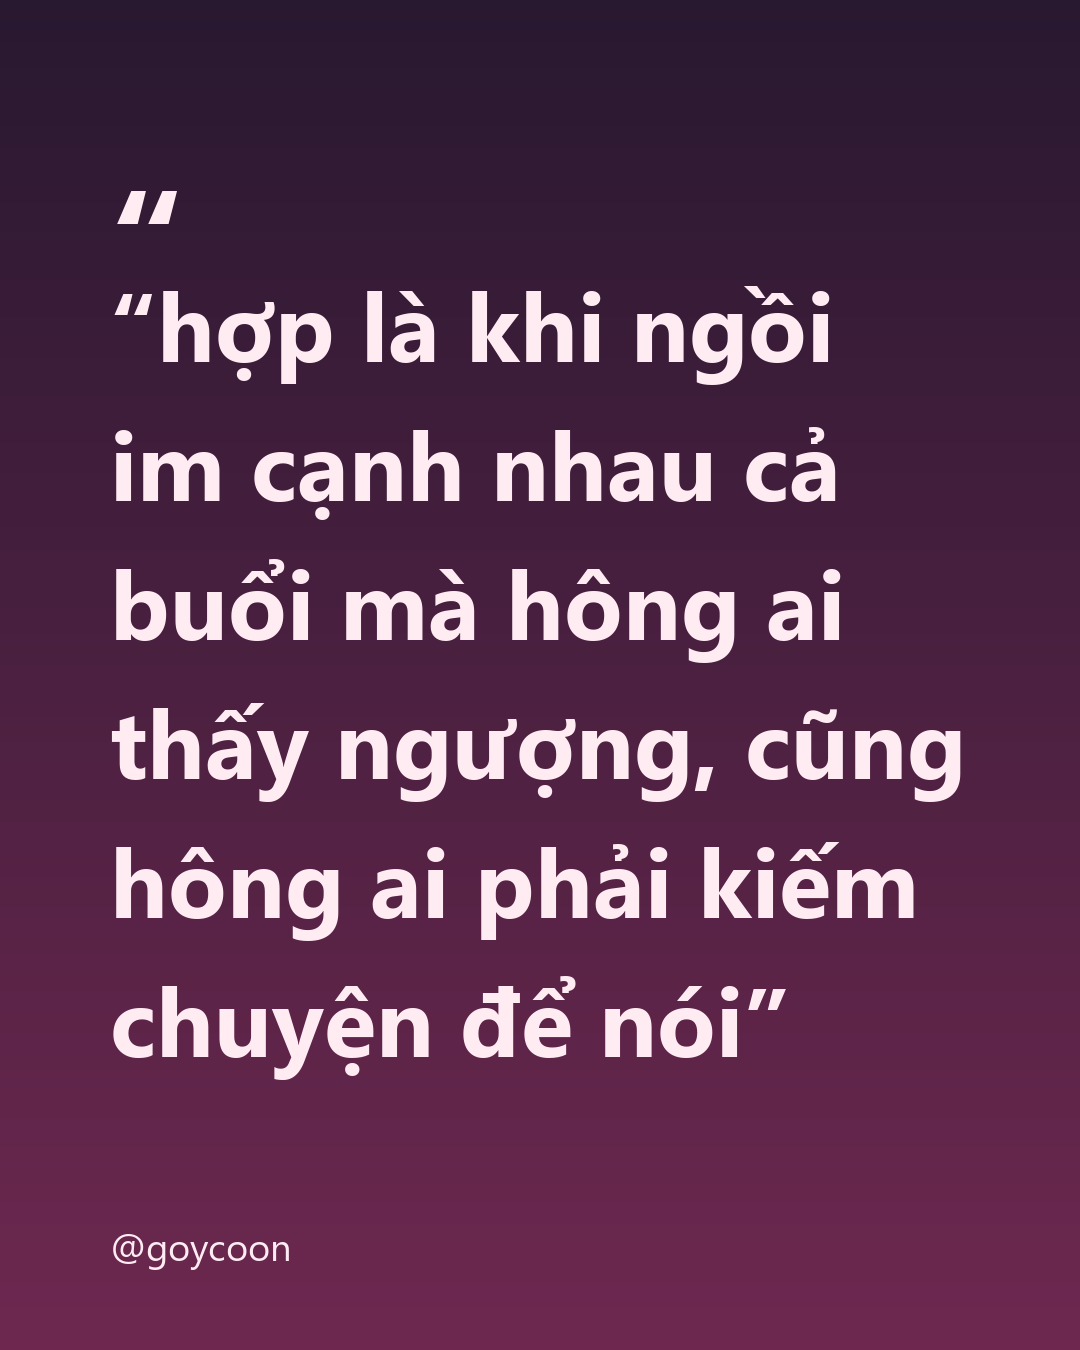 “
“hợp là khi ngồi
im cạnh nhau cả
buổi mà hông ai
thấy ngượng, cũng
hông ai phải kiếm
chuyện để nói”
@goycoon